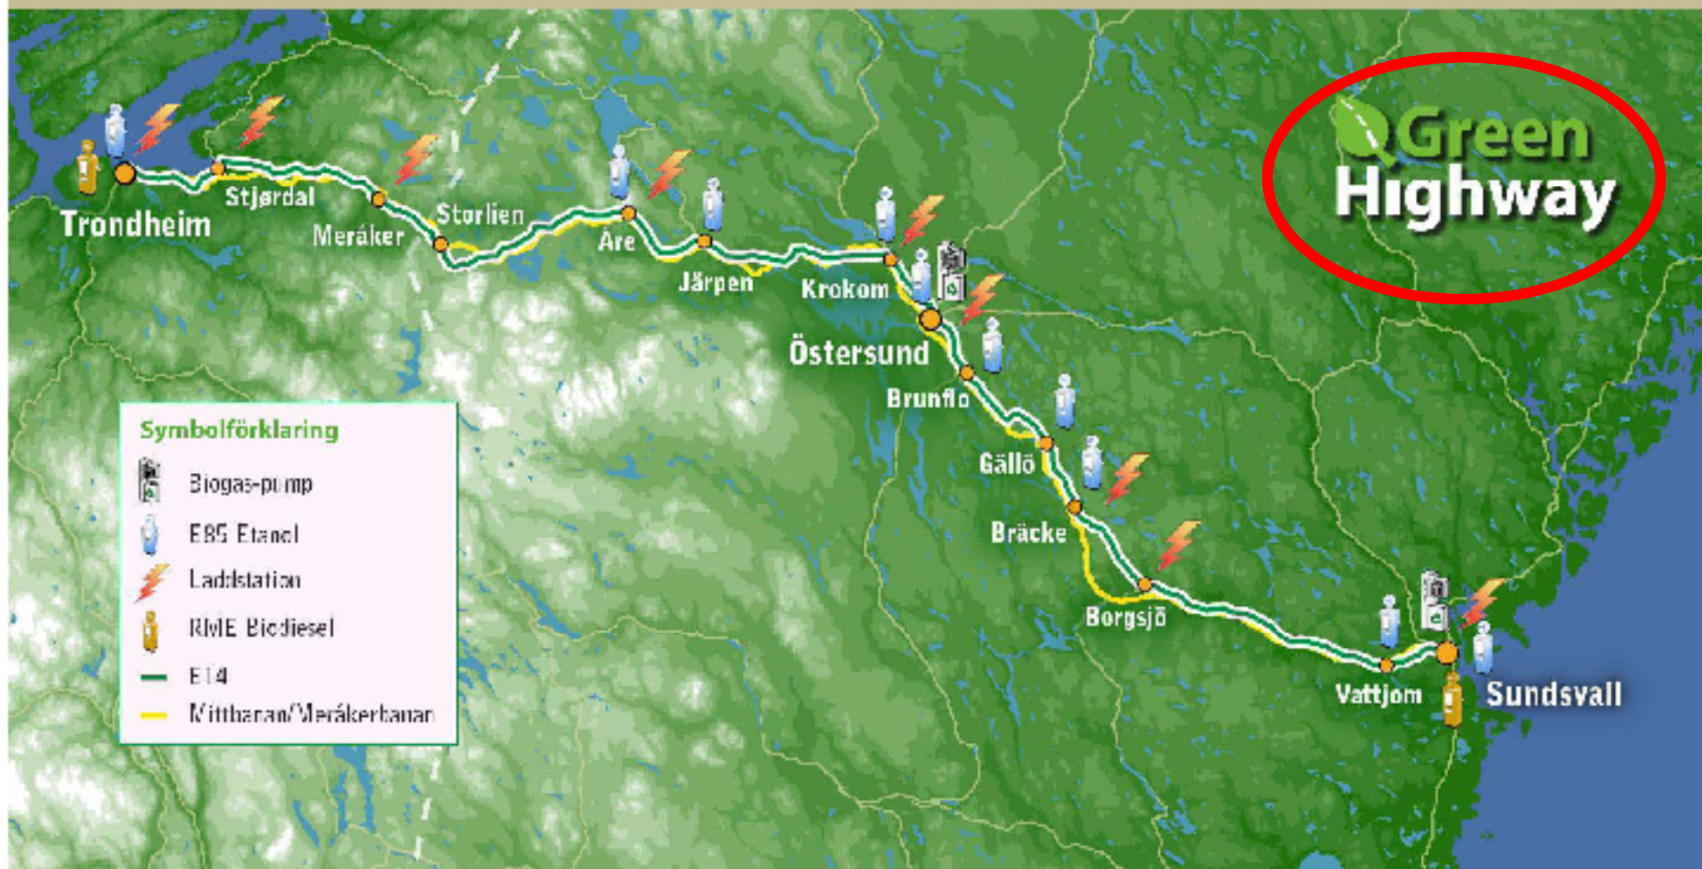 Green
Highway
Trondheim
Stjørdal
Meråker
Storlien
Åre
Järpen
Krokom
Östersund
Brunflo
Gällö
Bräcke
Borgsjö
Vattjom
Sundsvall
Symbolförklaring
Biogas-pump
E85 Etanol
Laddstation
RME Biodiesel
E14
Mittbanan/Meråkerbanan